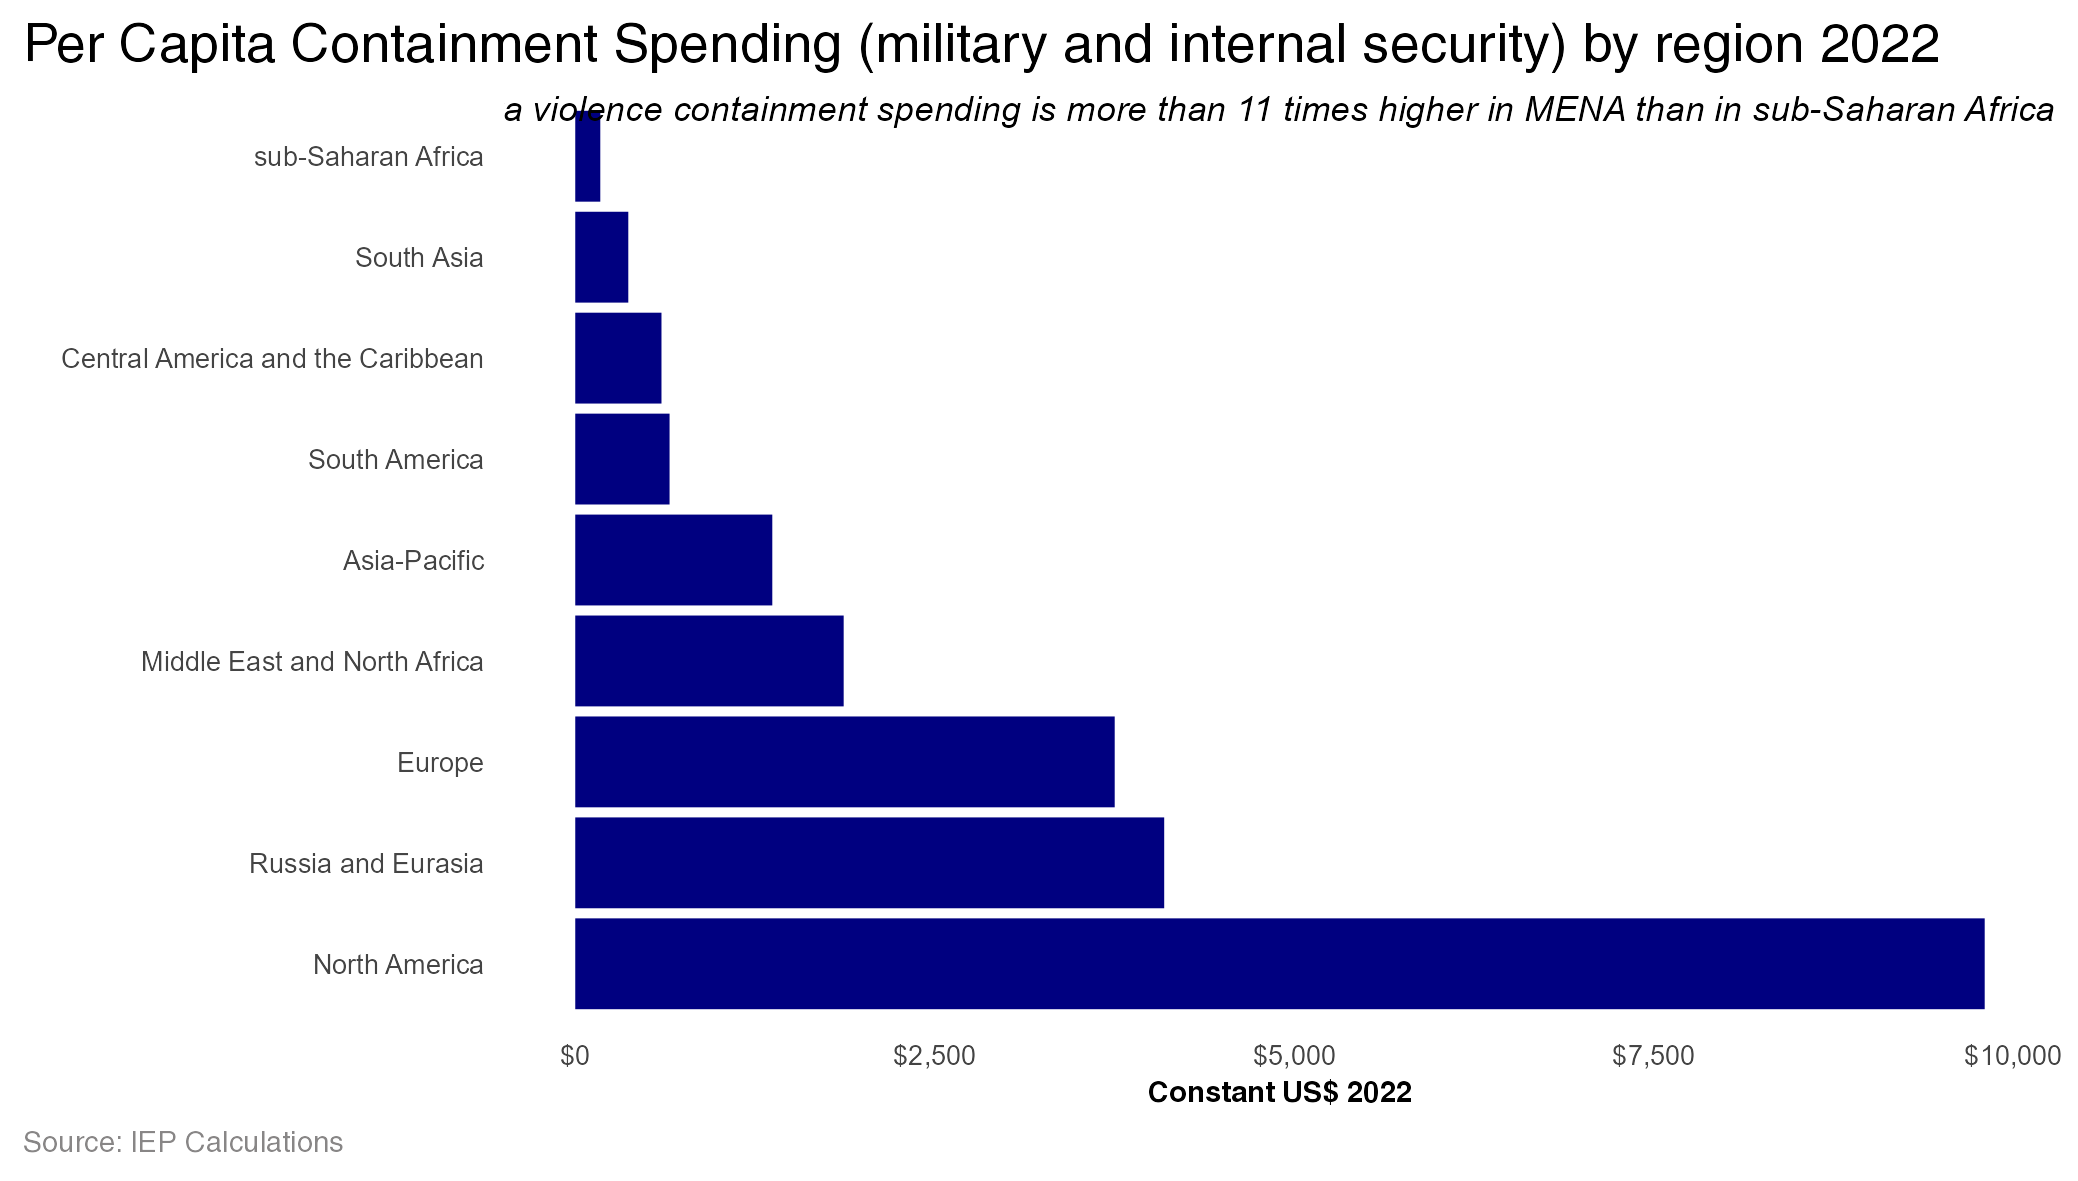 Per Capita Containment Spending (military and internal security) by region 2022
a violence containment spending is more than 11 times higher in MENA than in sub-Saharan Africa
sub-Saharan Africa
South Asia
Central America and the Caribbean
South America
Asia-Pacific
Middle East and North Africa
Europe
Russia and Eurasia
North America
$0 $2,500 $5,000 $7,500 $10,000
Constant US$ 2022
Source: IEP Calculations